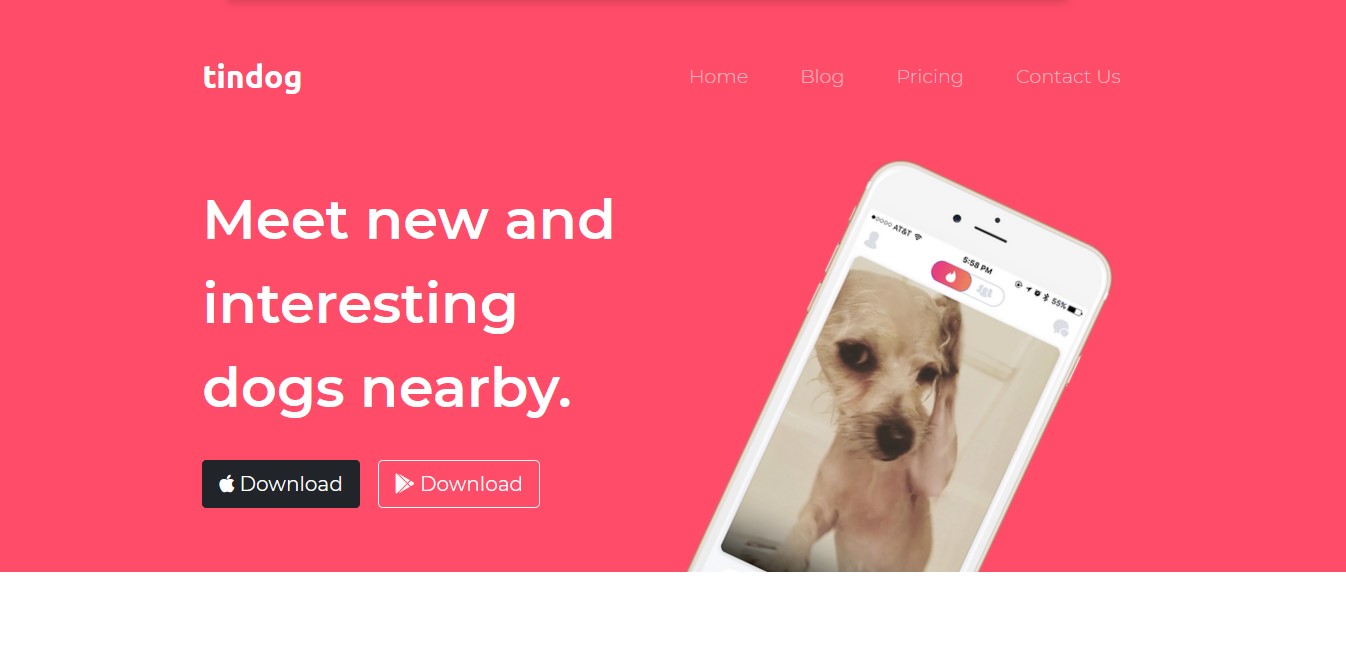 tindog
Home Blog Pricing Contact Us
Meet new and
interesting
dogs nearby.
Download Download
AT&T 5:58 PM 55%